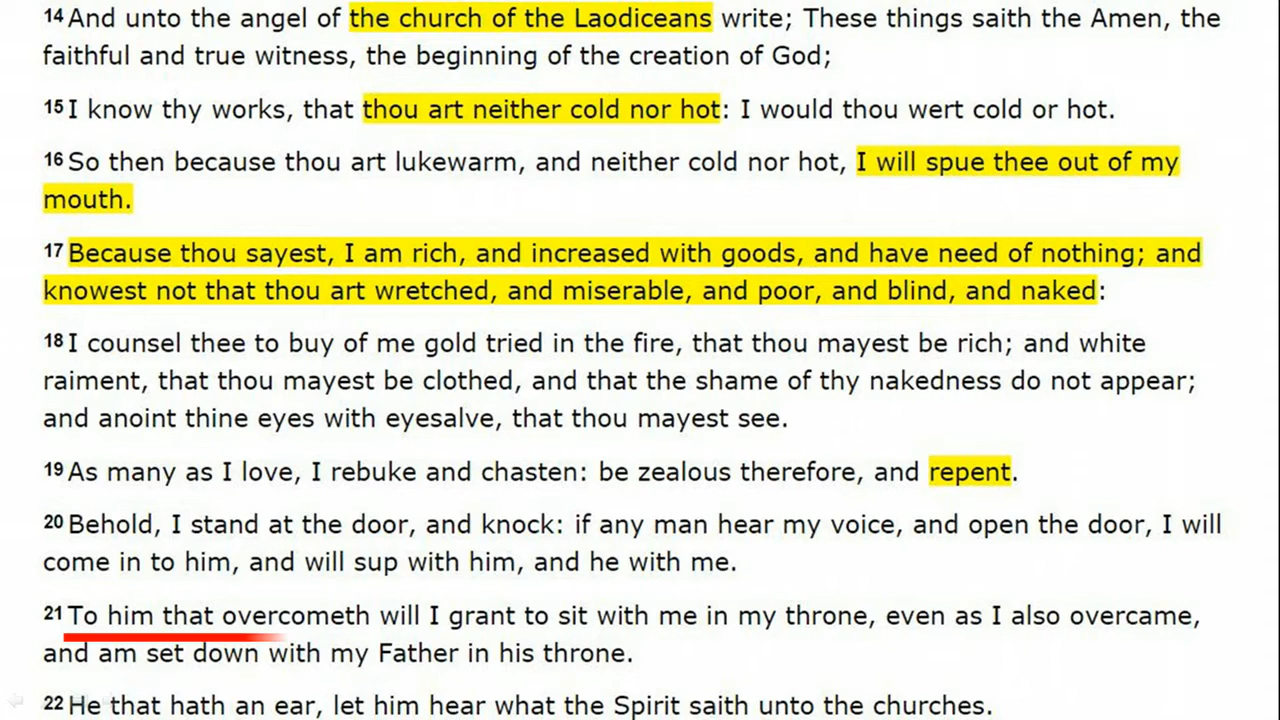 14 And unto the angel of the church of the Laodiceans write; These things saith the Amen, the
faithful and true witness, the beginning of the creation of God;
15 I know thy works, that thou art neither cold nor hot: I would thou wert cold or hot.
16 So then because thou art lukewarm, and neither cold nor hot, I will spue thee out of my
mouth.
17 Because thou sayest, I am rich, and increased with goods, and have need of nothing; and
knowest not that thou art wretched, and miserable, and poor, and blind, and naked:
18 I counsel thee to buy of me gold tried in the fire, that thou mayest be rich; and white
raiment, that thou mayest be clothed, and that the shame of thy nakedness do not appear;
and anoint thine eyes with eyesalve, that thou mayest see.
19 As many as I love, I rebuke and chasten: be zealous therefore, and repent.
20 Behold, I stand at the door, and knock: if any man hear my voice, and open the door, I will
come in to him, and will sup with him, and he with me.
21 To him that overcometh will I grant to sit with me in my throne, even as I also overcame,
and am set down with my Father in his throne.
22 He that hath an ear, let him hear what the Spirit saith unto the churches.